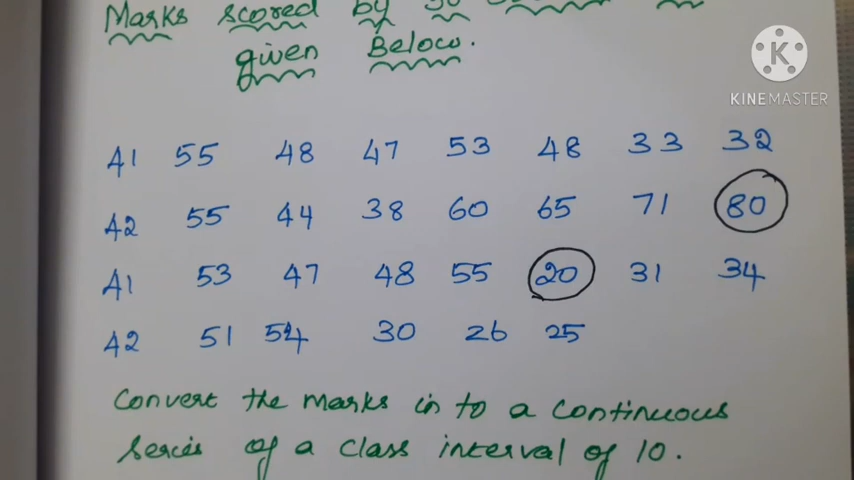 Marks scored by 30
given Below.
K
KINEMASTER
41 55 48 47 53 48 33 32
42 55 44 38 60 65 71 80
41 53 47 48 55 20 31 34
42 51 54 30 26 25
Convert the marks in to a continuous
series of a class interval of 10.